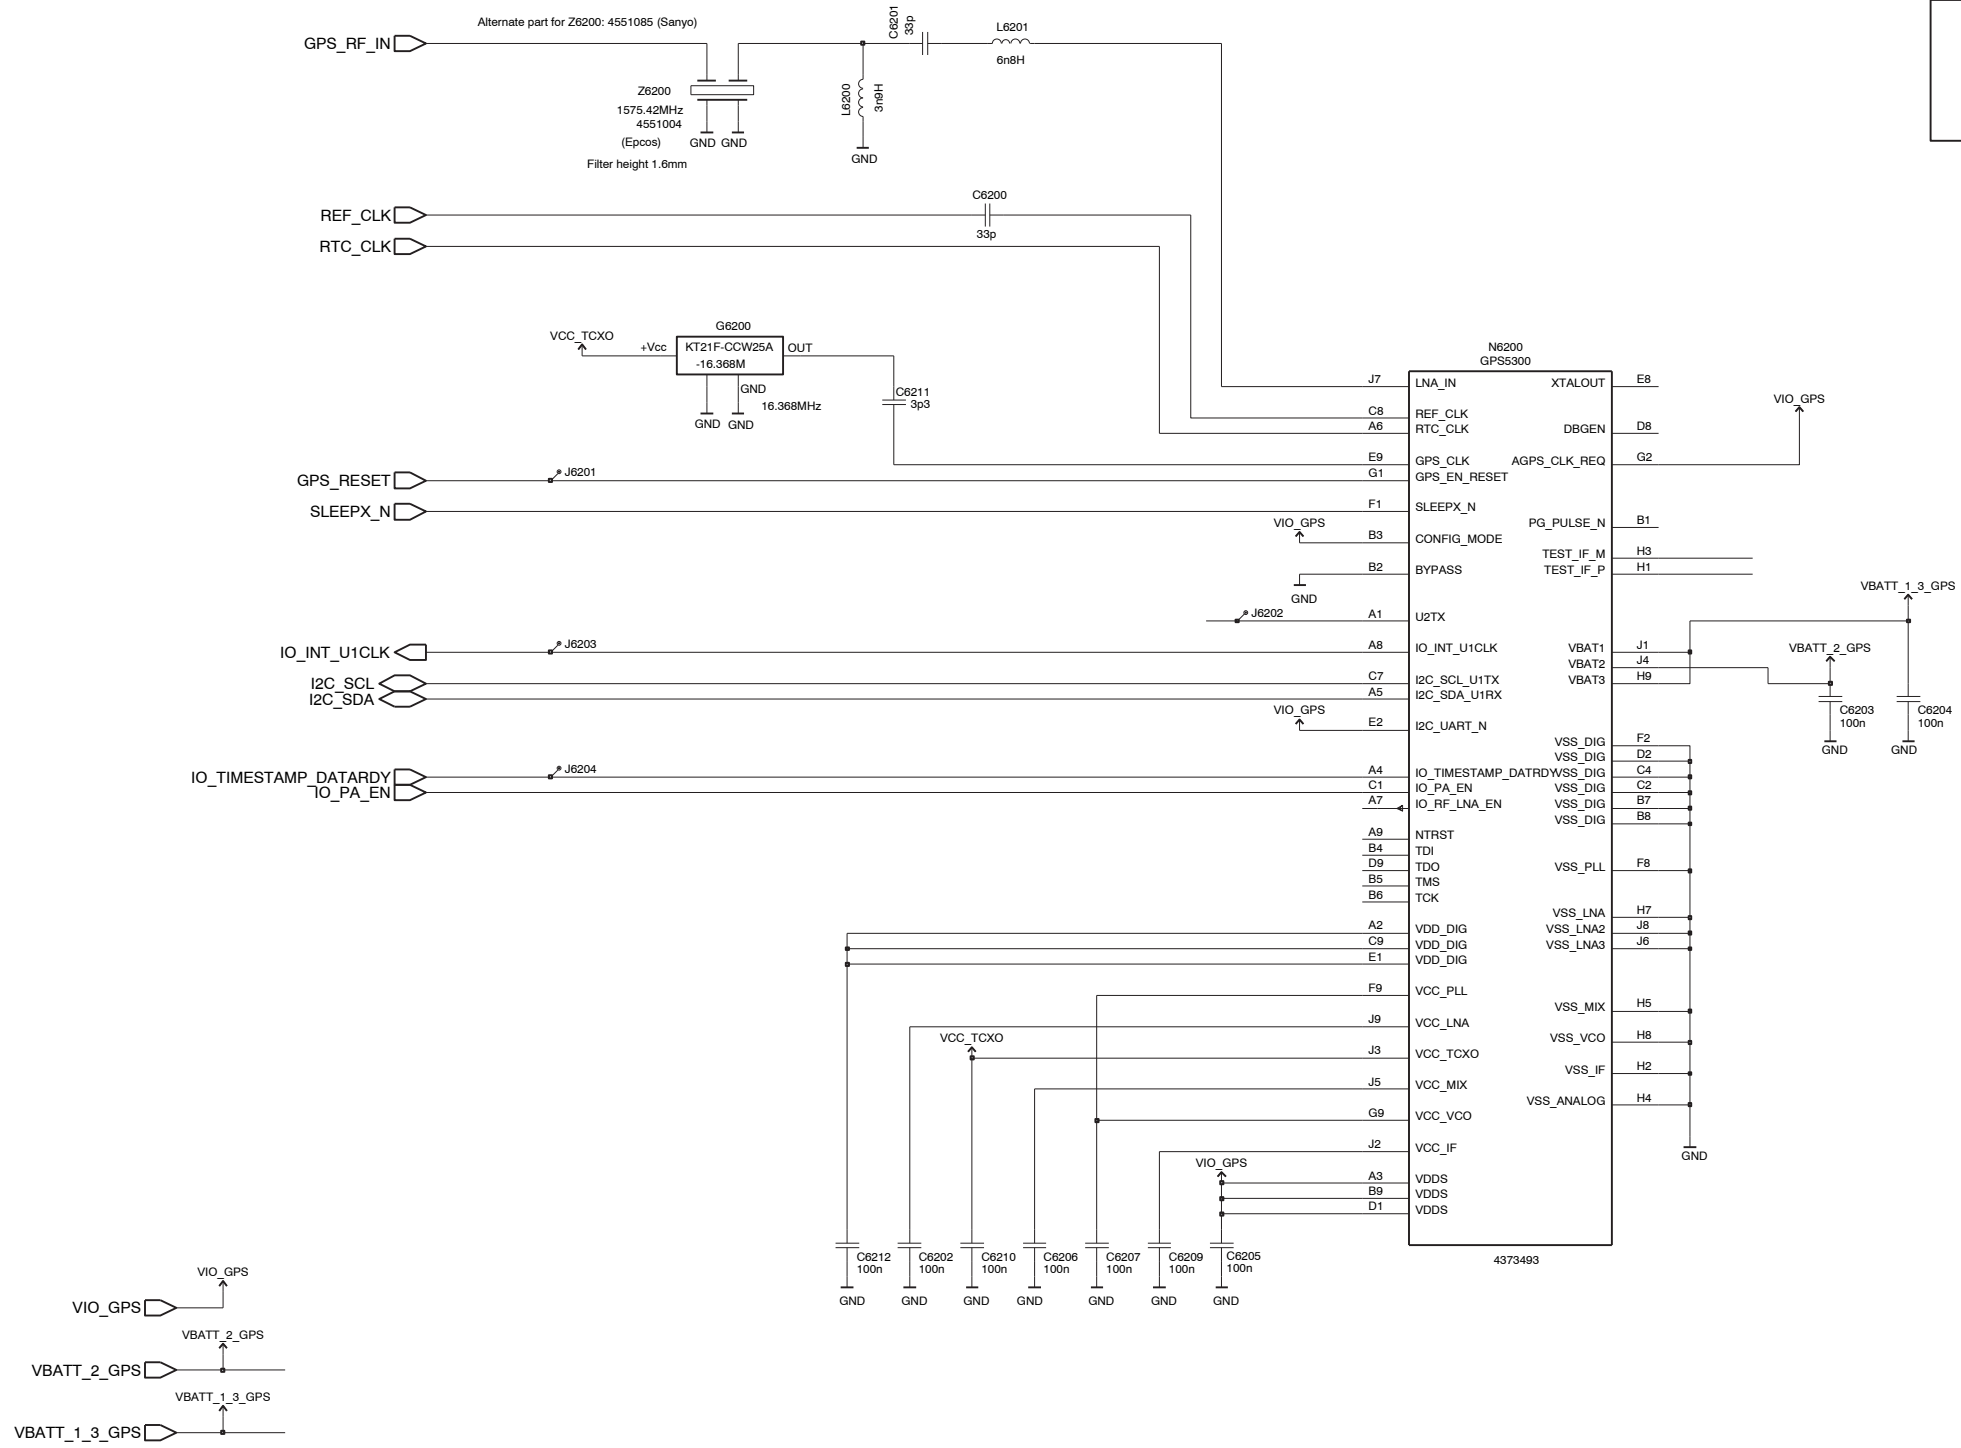 Alternate part for Z6200: 4551085 (Sanyo)
GPS_RF_IN
C6201
33p
L6201
6n8H
Z6200
1575.42MHz
4551004
(Epcos)
Filter height 1.6mm
GND GND
L6200
3n9H
GND
REF_CLK
C6200
33p
RTC_CLK
VCC_TCXO
+Vcc
G6200
KT21F-CCW25A
-16.368M
OUT
GND
16.368MHz
GND GND
C6211
3p3
N6200
GPS5300
J7 LNA_IN
C8 REF_CLK
A6 RTC_CLK
E9 GPS_CLK
G1 GPS_EN_RESET
F1 SLEEPX_N
B3 CONFIG_MODE
B2 BYPASS
A1 U2TX
A8 IO_INT_U1CLK
C7 I2C_SCL_U1TX
A5 I2C_SDA_U1RX
E2 I2C_UART_N
A4 IO_TIMESTAMP_DATRDY
C1 IO_PA_EN
A7 IO_RF_LNA_EN
A9 NTRST
B4 TDI
D9 TDO
B5 TMS
B6 TCK
A2 VDD_DIG
C9 VDD_DIG
E1 VDD_DIG
F9 VCC_PLL
J9 VCC_LNA
J3 VCC_TCXO
J5 VCC_MIX
G9 VCC_VCO
J2 VCC_IF
A3 VDDS
B9 VDDS
D1 VDDS
XTALOUT E8
DBGEN D8
AGPS_CLK_REQ G2
PG_PULSE_N B1
TEST_IF_M H3
TEST_IF_P H1
VBAT1 J1
VBAT2 J4
VBAT3 H9
VSS_DIG F2
VSS_DIG D2
VSS_DIG C4
VSS_DIG C2
VSS_DIG B7
VSS_DIG B8
VSS_PLL F8
VSS_LNA H7
VSS_LNA2 J8
VSS_LNA3 J6
VSS_MIX H5
VSS_VCO H8
VSS_IF H2
VSS_ANALOG H4
4373493
VIO_GPS
VBATT_1_3_GPS
VBATT_2_GPS
C6203
100n
GND
C6204
100n
GND
GND
GPS_RESET
J6201
SLEEPX_N
VIO_GPS
GND
J6202
IO_INT_U1CLK
J6203
I2C_SCL
I2C_SDA
VIO_GPS
IO_TIMESTAMP_DATARDY
J6204
IO_PA_EN
VCC_TCXO
VIO_GPS
C6212
100n
GND
C6202
100n
GND
C6210
100n
GND
C6206
100n
GND
C6207
100n
GND
C6209
100n
GND
C6205
100n
GND
VIO_GPS
VIO_GPS
VBATT_2_GPS
VBATT_2_GPS
VBATT_1_3_GPS
VBATT_1_3_GPS